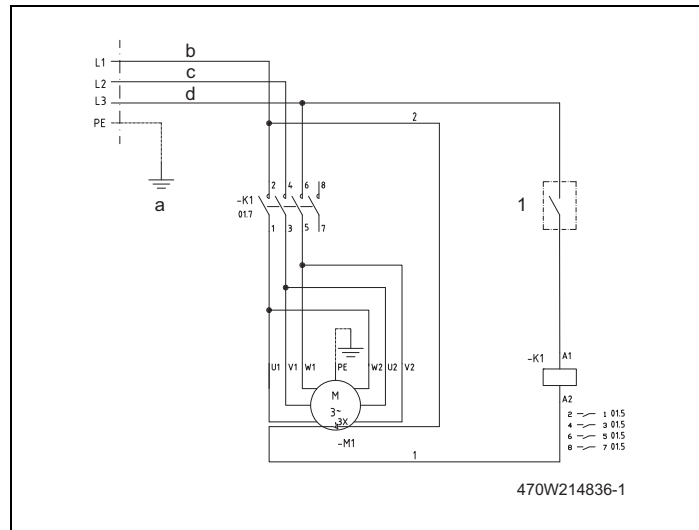 b
L1
c
L2
d
L3
2
PE
a
2 4 6 8
-K1
01.7
1 3 5 7
1
-K1 A1
A2
U1 V1 W1 PE W2 U2 V2
M
3~
3X
-M1
2 1 01.5
4 3 01.5
6 5 01.5
8 7 01.5
1
470W214836-1